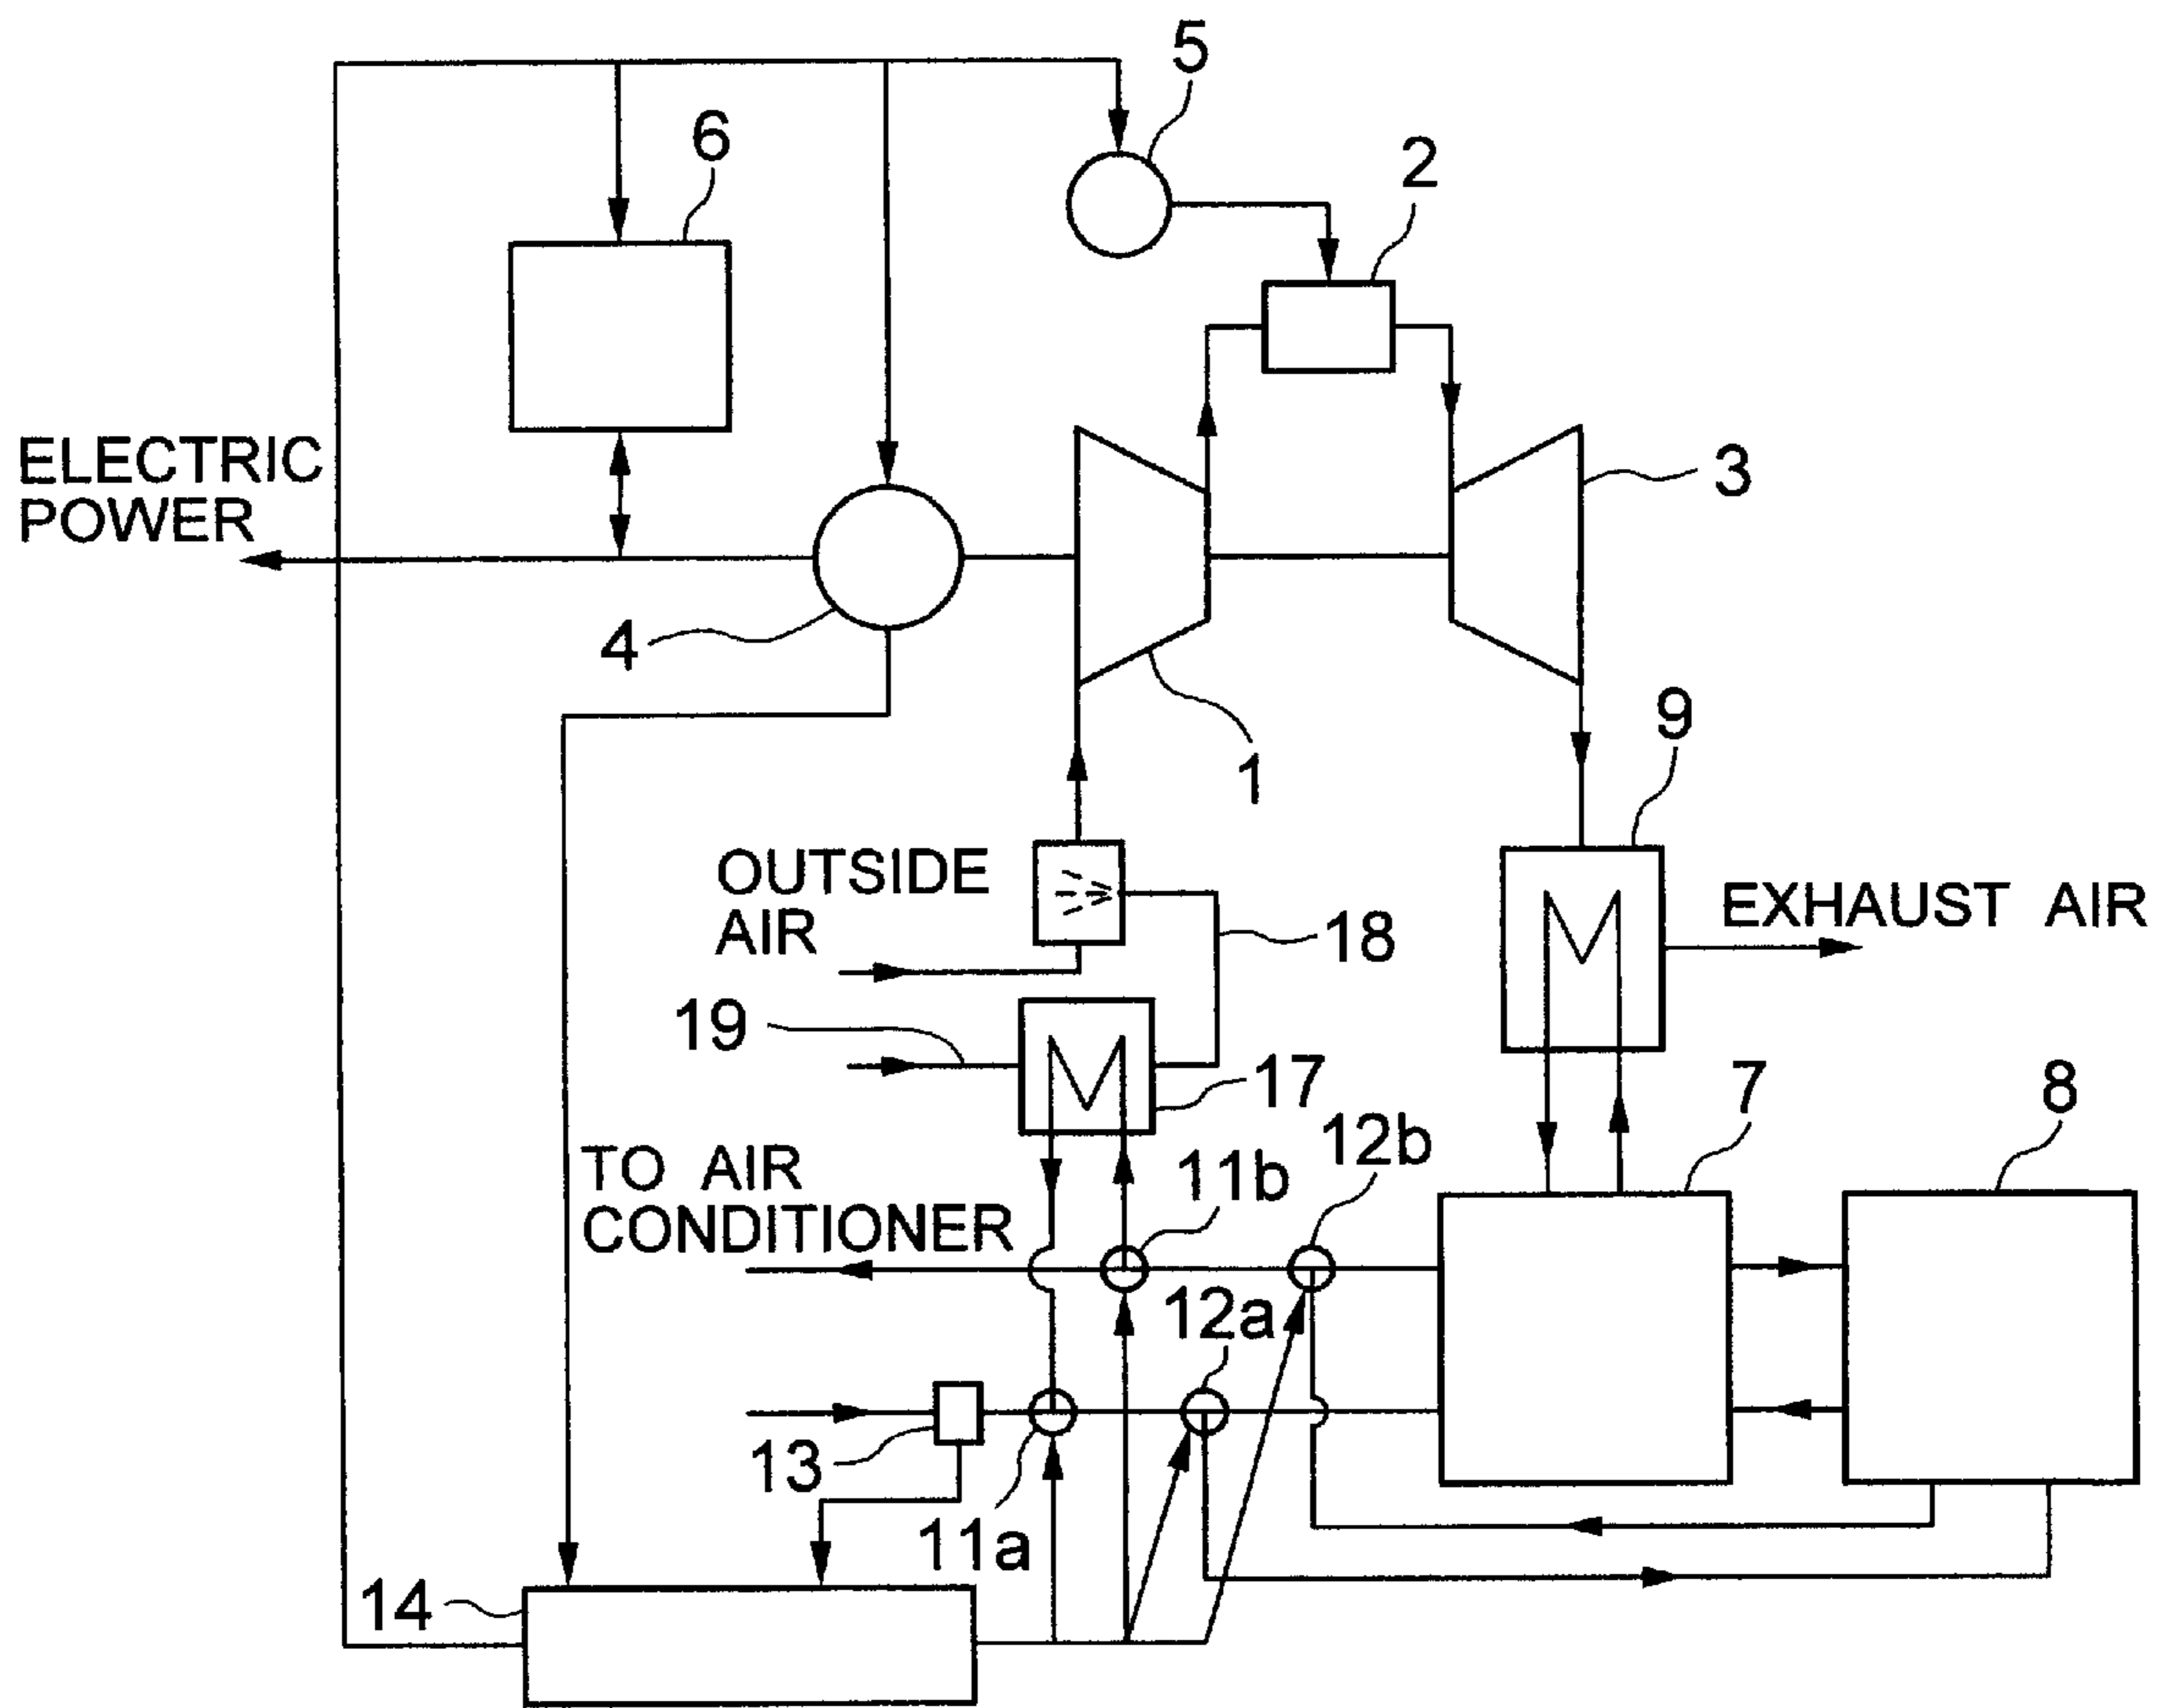 5
6
2
ELECTRIC
POWER
3
4
1
9
OUTSIDE
AIR
EXHAUST AIR
18
19
17
7
8
12b
TO AIR
CONDITIONER
11b
12a
13
11a
14